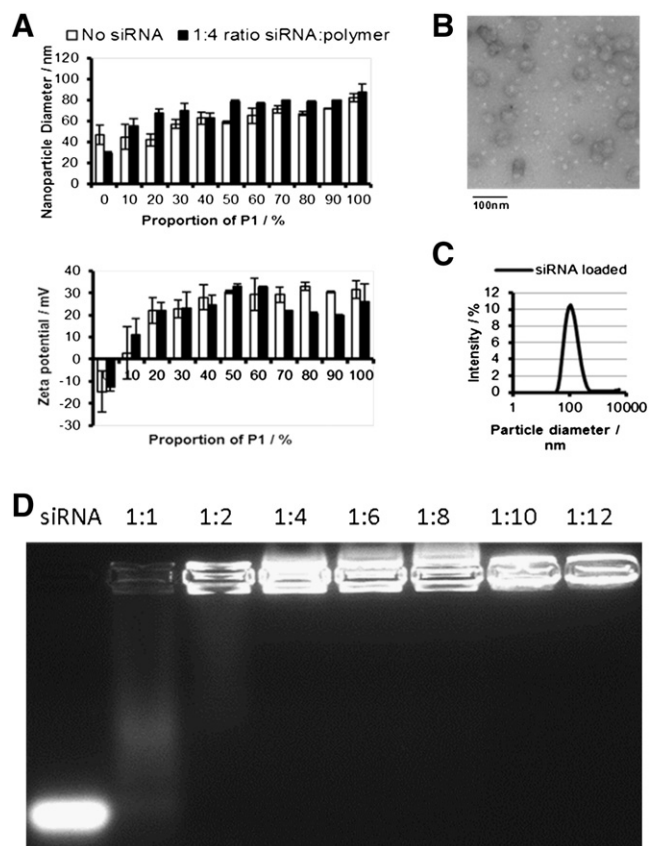 A
No siRNA 1:4 ratio siRNA:polymer
Nanoparticle Diameter / nm
120
100
80
60
40
20
0
0 10 20 30 40 50 60 70 80 90 100
Proportion of P1 / %
Zeta potential / mV
40
30
20
10
0
-10
-20
-30
0 10 20 30 40 50 60 70 80 90 100
Proportion of P1 / %
B
100nm
C
siRNA loaded
Intensity / %
12
10
8
6
4
2
0
1 100 10000
Particle diameter /
nm
D
siRNA 1:1 1:2 1:4 1:6 1:8 1:10 1:12